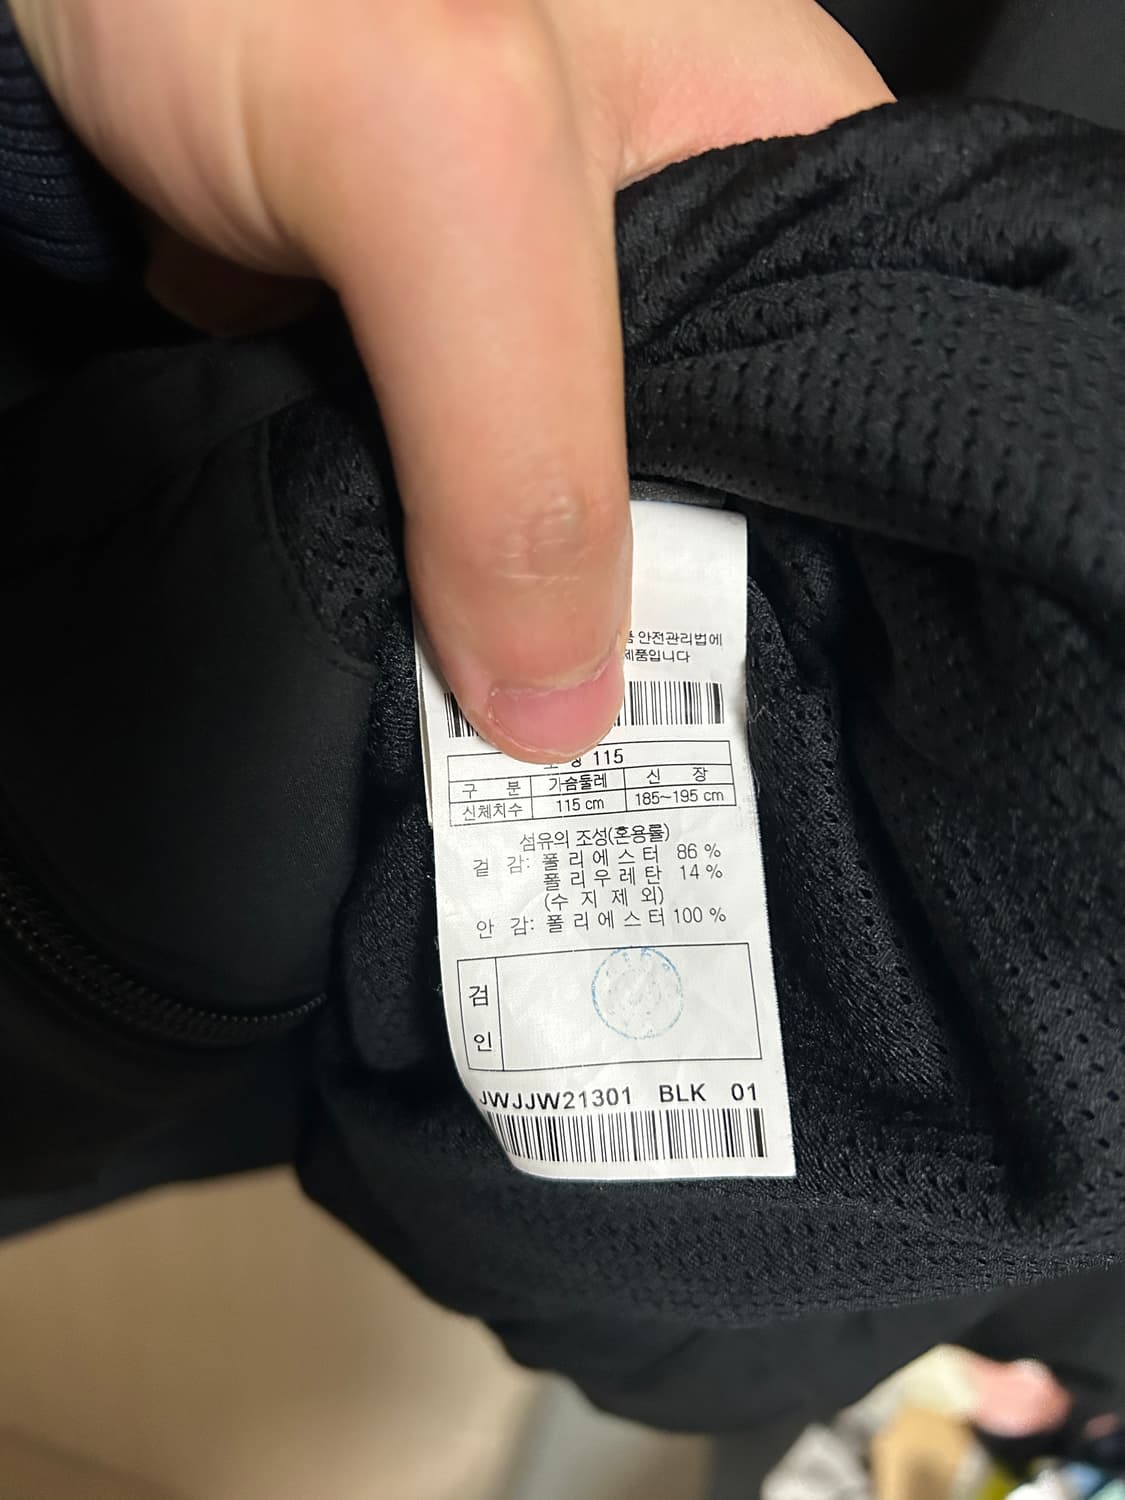 안전관리법에
제품입니다
115
구 분 가슴둘레 신 장
신체치수 115 cm 185~195 cm
섬유의 조성(혼용률)
겉 감: 폴 리 에 스 터 86 %
폴 리 우 레 탄 14 %
(수 지 제 외)
안 감: 폴 리 에 스 터 100 %
검
인
JWJJW21301 BLK 01